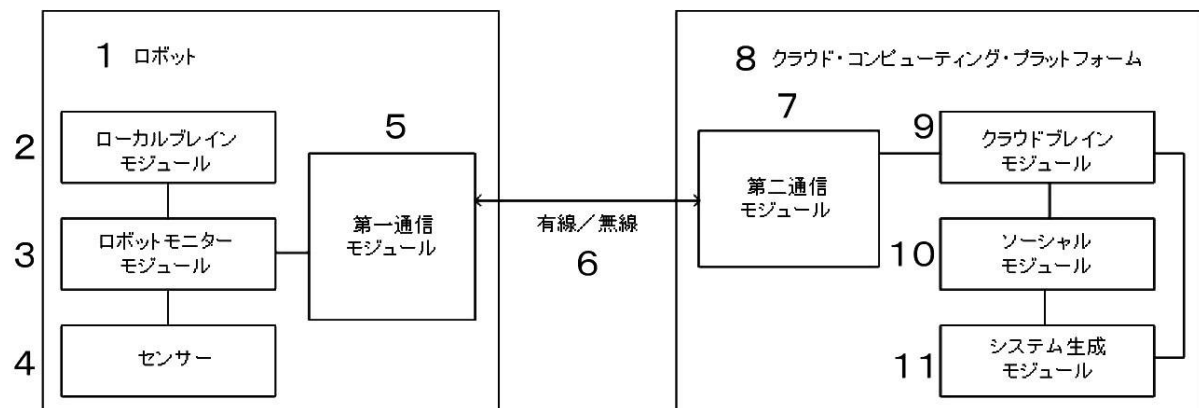 1 ロボット
2
ローカルブレイン
モジュール
3
ロボットモニター
モジュール
4
センサー
5
第一通信
モジュール
有線／無線
6
8 クラウド・コンピューティング・プラットフォーム
7
第二通信
モジュール
9
クラウドブレイン
モジュール
10
ソーシャル
モジュール
11
システム生成
モジュール